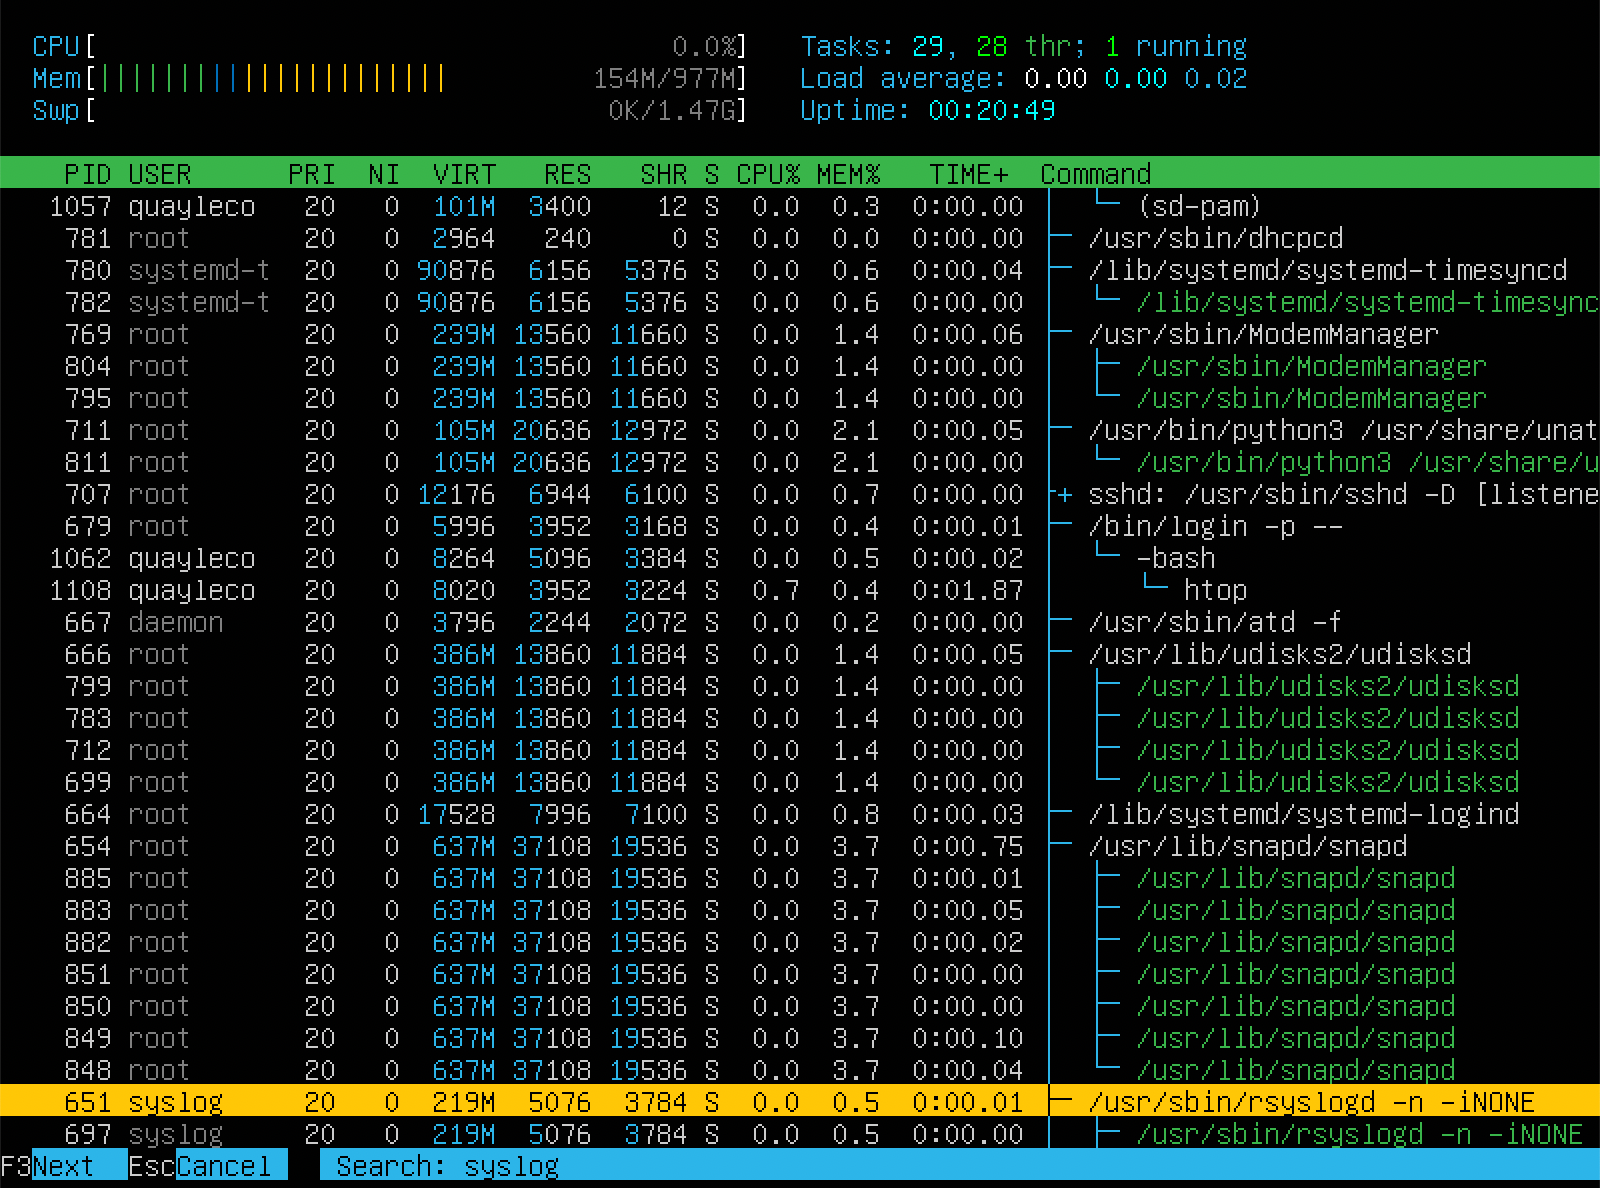 CPU[ 0.0%] Tasks: 29, 28 thr; 1 running
Mem[||||||||||||||||||||||154M/977M] Load average: 0.00 0.00 0.02
Swp[ 0K/1.47G] Uptime: 00:20:49
PID USER PRI NI VIRT RES SHR S CPU% MEM% TIME+ Command
1057 quayleco 20 0 101M 3400 12 S 0.0 0.3 0:00.00 │ └─ (sd-pam)
781 root 20 0 2964 240 0 S 0.0 0.0 0:00.00 ├─ /usr/sbin/dhcpcd
780 systemd-t 20 0 90876 6156 5376 S 0.0 0.6 0:00.04 ├─ /lib/systemd/systemd-timesyncd
782 systemd-t 20 0 90876 6156 5376 S 0.0 0.6 0:00.00 │ └─ /lib/systemd/systemd-timesync
769 root 20 0 239M 13560 11660 S 0.0 1.4 0:00.06 ├─ /usr/sbin/ModemManager
804 root 20 0 239M 13560 11660 S 0.0 1.4 0:00.00 │ ├─ /usr/sbin/ModemManager
795 root 20 0 239M 13560 11660 S 0.0 1.4 0:00.00 │ └─ /usr/sbin/ModemManager
711 root 20 0 105M 20636 12972 S 0.0 2.1 0:00.05 ├─ /usr/bin/python3 /usr/share/unat
811 root 20 0 105M 20636 12972 S 0.0 2.1 0:00.00 │ └─ /usr/bin/python3 /usr/share/u
707 root 20 0 12176 6944 6100 S 0.0 0.7 0:00.00 ├+ sshd: /usr/sbin/sshd -D [listene
679 root 20 0 5996 3952 3168 S 0.0 0.4 0:00.01 ├─ /bin/login -p --
1062 quayleco 20 0 8264 5096 3384 S 0.0 0.5 0:00.02 │ └─ -bash
1108 quayleco 20 0 8020 3952 3224 S 0.7 0.4 0:01.87 │ └─ htop
667 daemon 20 0 3796 2244 2072 S 0.0 0.2 0:00.00 ├─ /usr/sbin/atd -f
666 root 20 0 386M 13860 11884 S 0.0 1.4 0:00.05 ├─ /usr/lib/udisks2/udisksd
799 root 20 0 386M 13860 11884 S 0.0 1.4 0:00.00 │ ├─ /usr/lib/udisks2/udisksd
783 root 20 0 386M 13860 11884 S 0.0 1.4 0:00.00 │ ├─ /usr/lib/udisks2/udisksd
712 root 20 0 386M 13860 11884 S 0.0 1.4 0:00.00 │ ├─ /usr/lib/udisks2/udisksd
699 root 20 0 386M 13860 11884 S 0.0 1.4 0:00.00 │ └─ /usr/lib/udisks2/udisksd
664 root 20 0 17528 7996 7100 S 0.0 0.8 0:00.03 ├─ /lib/systemd/systemd-logind
654 root 20 0 637M 37108 19536 S 0.0 3.7 0:00.75 ├─ /usr/lib/snapd/snapd
885 root 20 0 637M 37108 19536 S 0.0 3.7 0:00.01 │ ├─ /usr/lib/snapd/snapd
883 root 20 0 637M 37108 19536 S 0.0 3.7 0:00.05 │ ├─ /usr/lib/snapd/snapd
882 root 20 0 637M 37108 19536 S 0.0 3.7 0:00.02 │ ├─ /usr/lib/snapd/snapd
851 root 20 0 637M 37108 19536 S 0.0 3.7 0:00.00 │ ├─ /usr/lib/snapd/snapd
850 root 20 0 637M 37108 19536 S 0.0 3.7 0:00.00 │ ├─ /usr/lib/snapd/snapd
849 root 20 0 637M 37108 19536 S 0.0 3.7 0:00.10 │ ├─ /usr/lib/snapd/snapd
848 root 20 0 637M 37108 19536 S 0.0 3.7 0:00.04 │ └─ /usr/lib/snapd/snapd
651 syslog 20 0 219M 5076 3784 S 0.0 0.5 0:00.01 ├─ /usr/sbin/rsyslogd -n -iNONE
697 syslog 20 0 219M 5076 3784 S 0.0 0.5 0:00.00 │ ├─ /usr/sbin/rsyslogd -n -iNONE
F3Next EscCancel Search: syslog